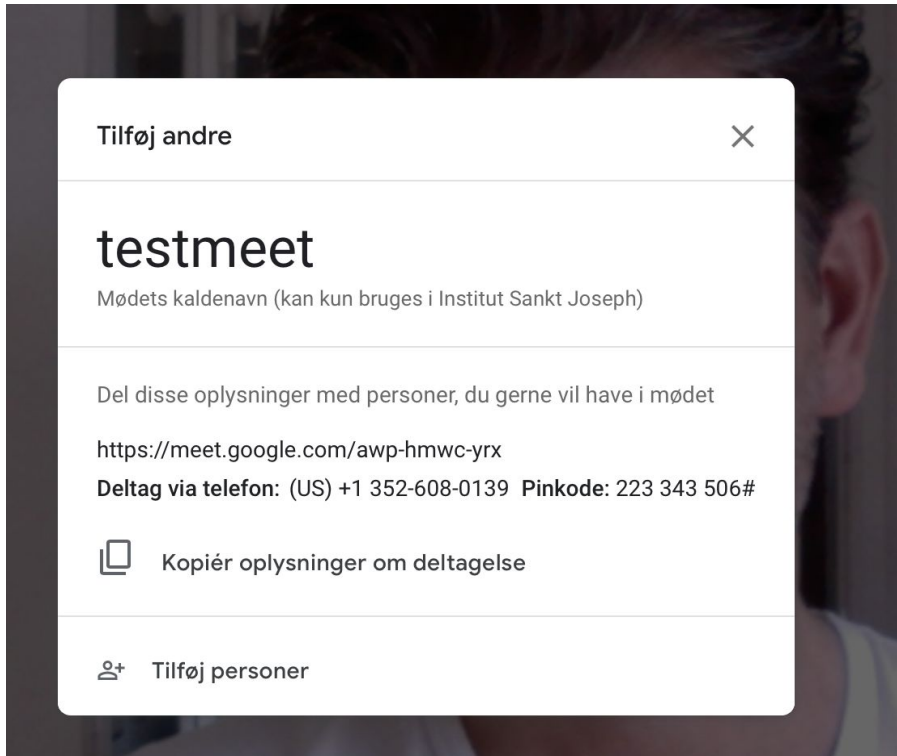 Tilføj andre
testmeet
Mødets kaldenavn (kan kun bruges i Institut Sankt Joseph)
Del disse oplysninger med personer, du gerne vil have i mødet
https://meet.google.com/awp-hmwc-yrx
Deltag via telefon: (US) +1 352-608-0139 Pinkode: 223 343 506#
Kopiér oplysninger om deltagelse
Tilføj personer